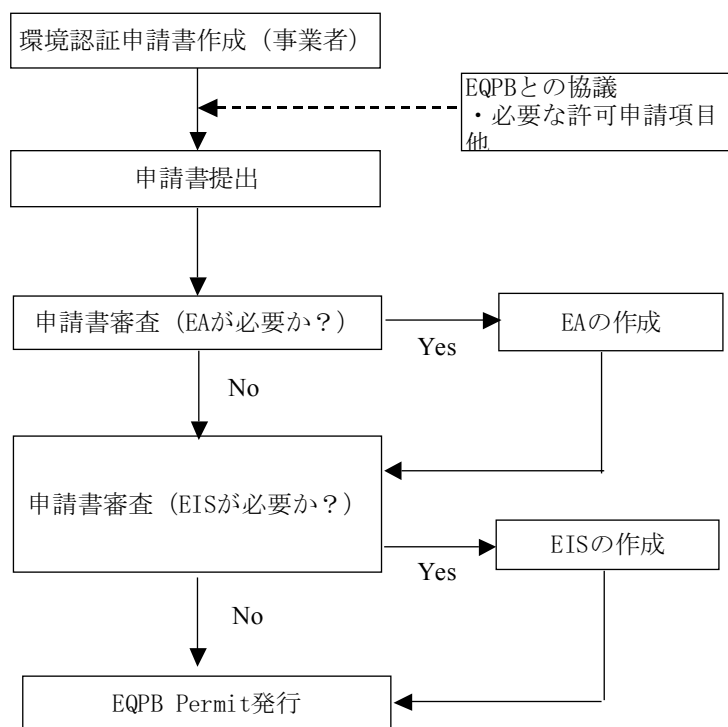 環境認証申請書作成（事業者）
EQPBとの協議
・必要な許可申請項目
他
申請書提出
申請書審査（EAが必要か？）
Yes
EAの作成
No
申請書審査（EISが必要か？）
Yes
EISの作成
No
EQPB Permit発行